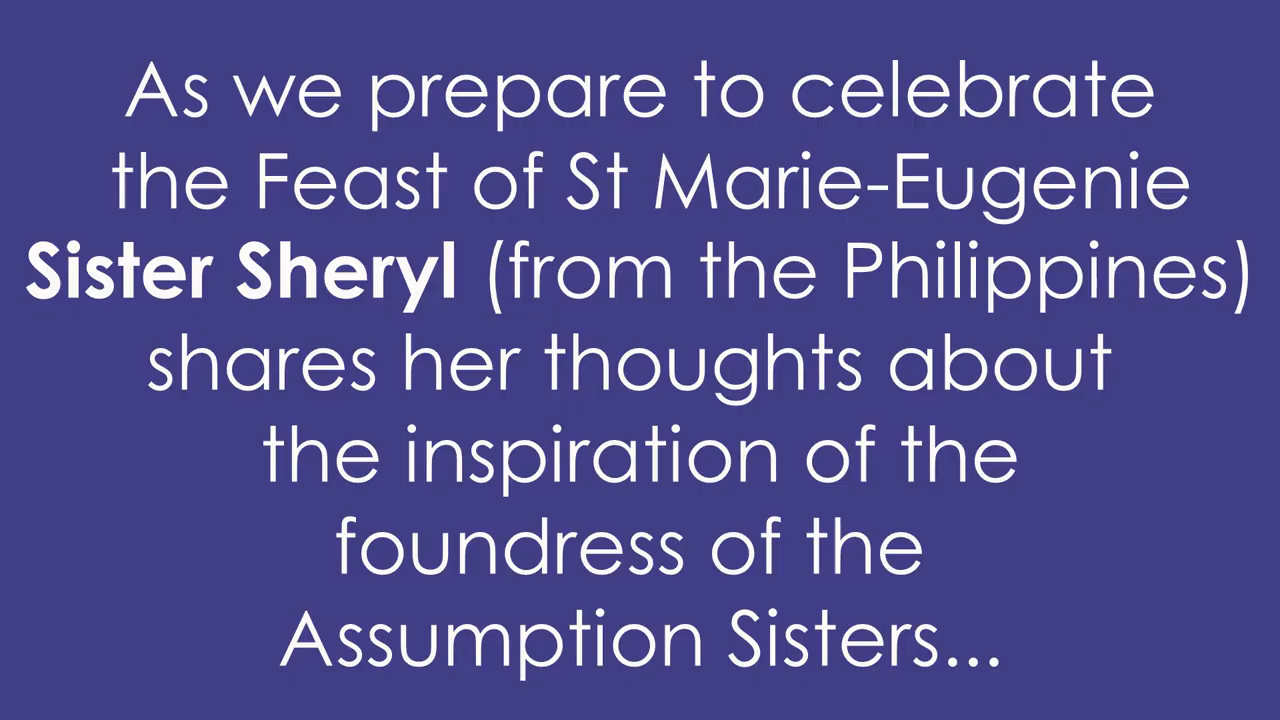 As we prepare to celebrate
the Feast of St Marie-Eugenie
Sister Sheryl (from the Philippines)
shares her thoughts about
the inspiration of the
foundress of the
Assumption Sisters...